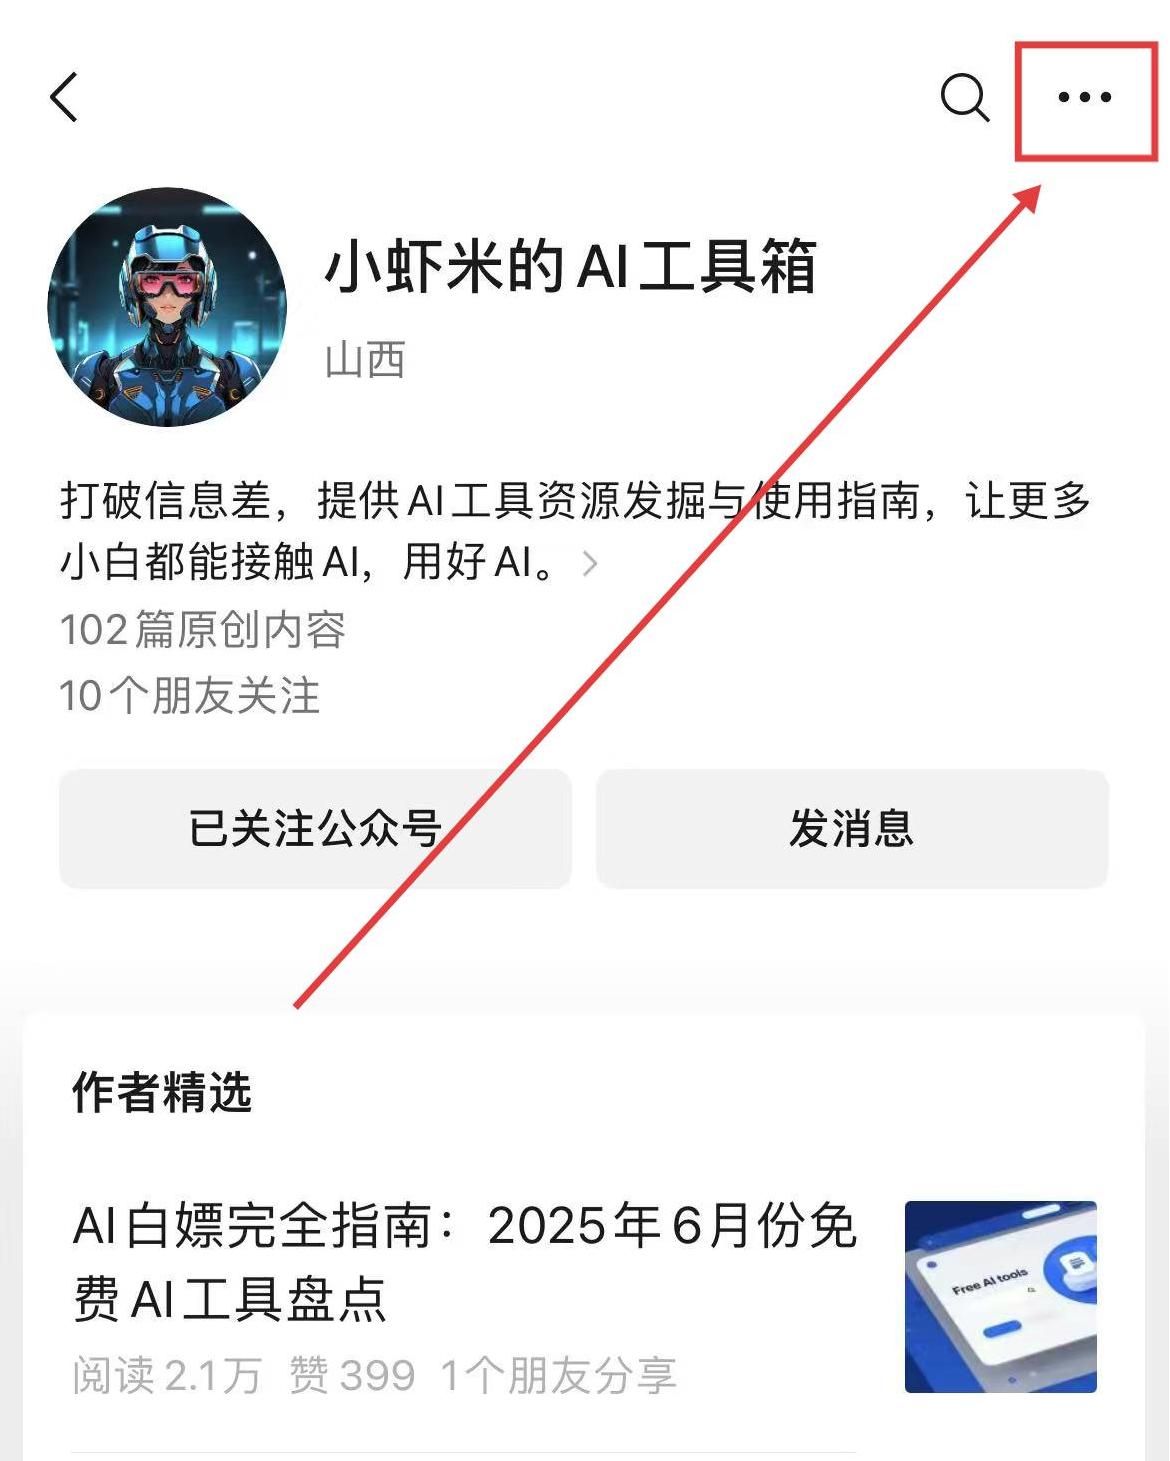 小虾米的AI工具箱
山西
打破信息差，提供AI工具资源发掘与使用指南，让更多
小白都能接触AI，用好AI。
102篇原创内容
10个朋友关注
已关注公众号
发消息
作者精选
AI白嫖完全指南：2025年6月份免
费AI工具盘点
Free AI tools
阅读2.1万 赞399 1个朋友分享